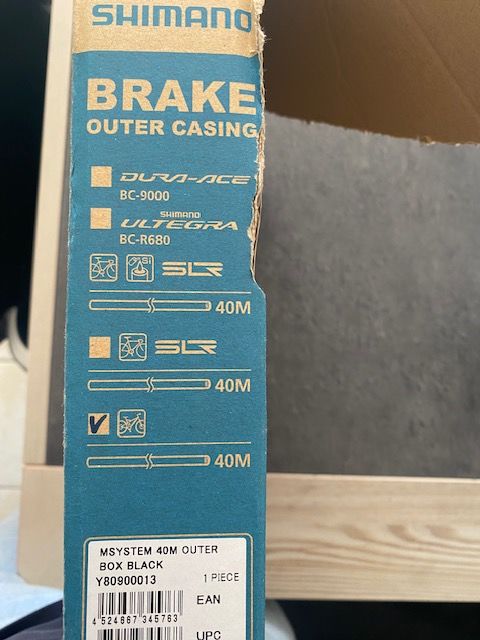 SHIMANO
BRAKE
OUTER CASING
DURA-ACE
BC-9000
SHIMANO
ULTEGRA
BC-R680
Si SLR
40M
SLR
40M
40M
MSYSTEM 40M OUTER
BOX BLACK
Y80900013 1 PIECE
EAN
4 524667 345763
UPC